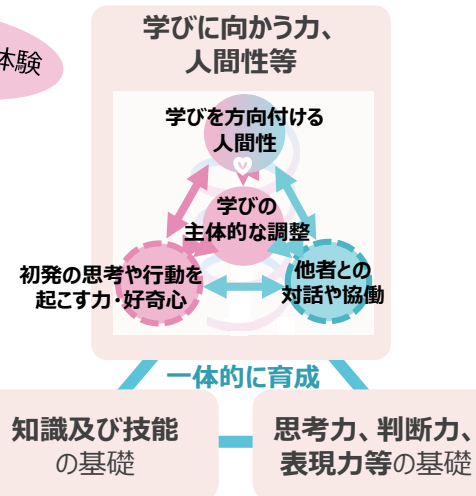 体験
学びに向かう力、
人間性等
学びを方向付ける
人間性
学びの
主体的な調整
初発の思考や行動を
起こす力・好奇心
他者との
対話や協働
一体的に育成
知識及び技能
の基礎
思考力、判断力、
表現力等の基礎